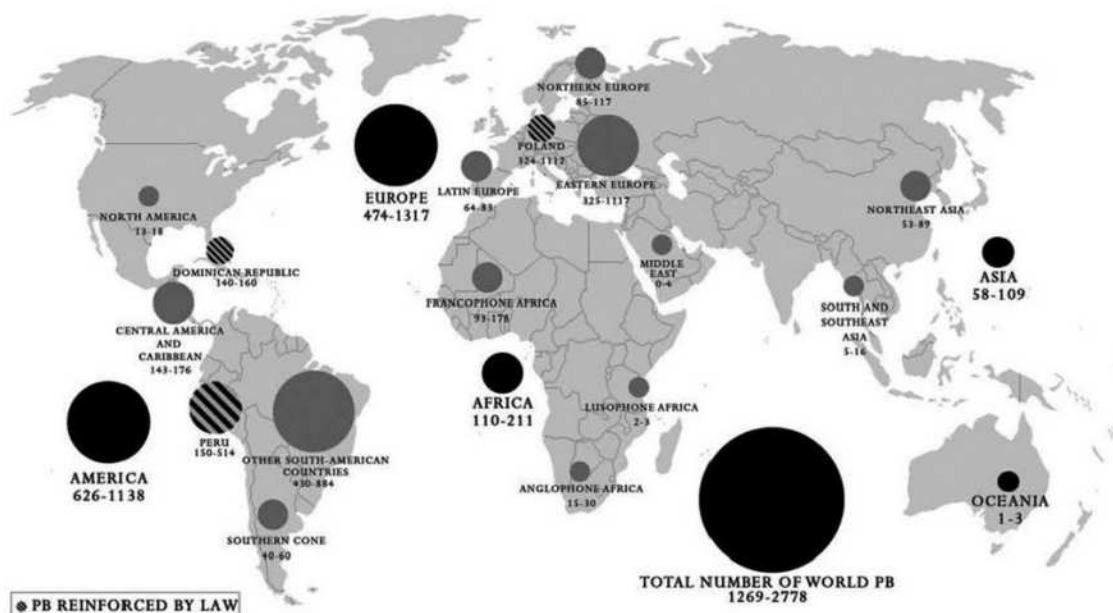 NORTHERN EUROPE
85-117
POLAND
324-1112
EUROPE
474-1317
LATIN EUROPE
64-83
EASTERN EUROPE
325-1117
NORTH AMERICA
13-18
NORTHEAST ASIA
53-89
DOMINICAN REPUBLIC
140-160
MIDDLE
EAST
0-4
ASIA
58-109
FRANCOPHONE AFRICA
93-178
SOUTH AND
SOUTHEAST
ASIA
5-16
CENTRAL AMERICA
AND
CARIBBEAN
143-176
AFRICA
110-211
LUSOPHONE AFRICA
2-3
PERU
150-514
OTHER SOUTH-AMERICAN
COUNTRIES
430-884
AMERICA
626-1138
ANGLOPHONE AFRICA
15-30
OCEANIA
1-3
SOUTHERN CONE
40-60
TOTAL NUMBER OF WORLD PB
1269-2778
PB REINFORCED BY LAW